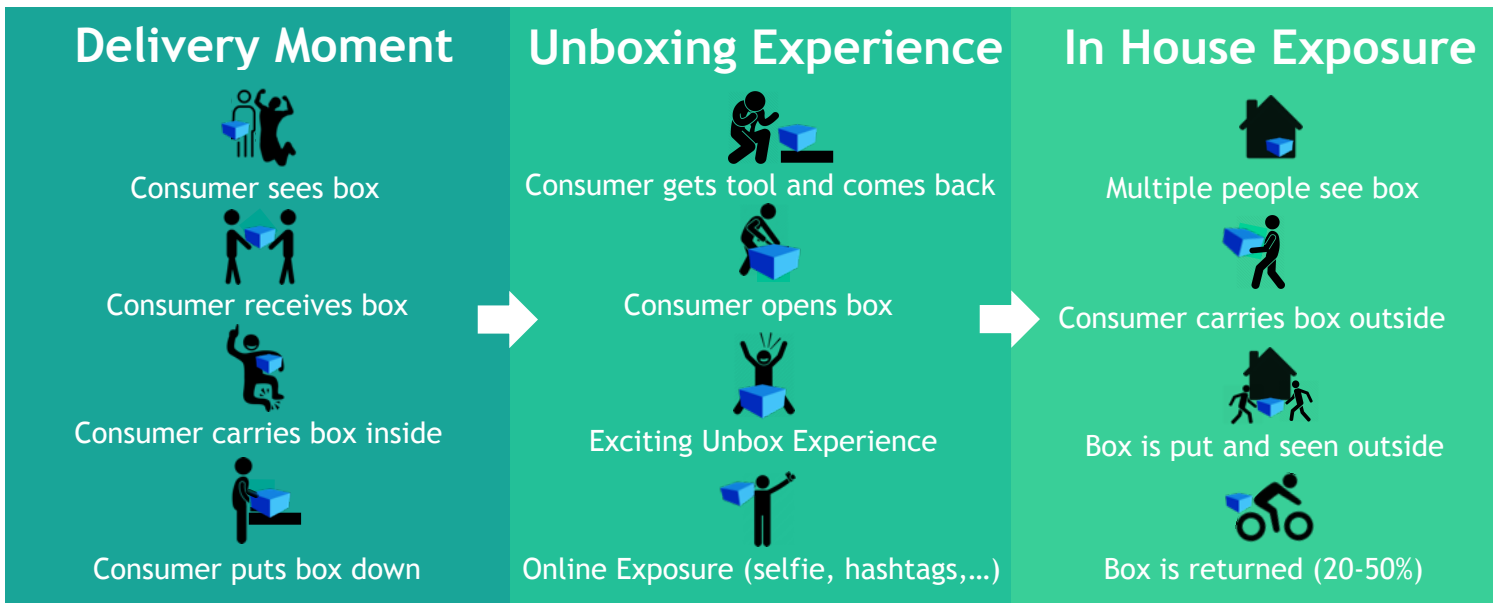 Delivery Moment
Consumer sees box
Consumer receives box
Consumer carries box inside
Consumer puts box down
Unboxing Experience
Consumer gets tool and comes back
Consumer opens box
Exciting Unbox Experience
Online Exposure (selfie, hashtags,…)
In House Exposure
Multiple people see box
Consumer carries box outside
Box is put and seen outside
Box is returned (20-50%)